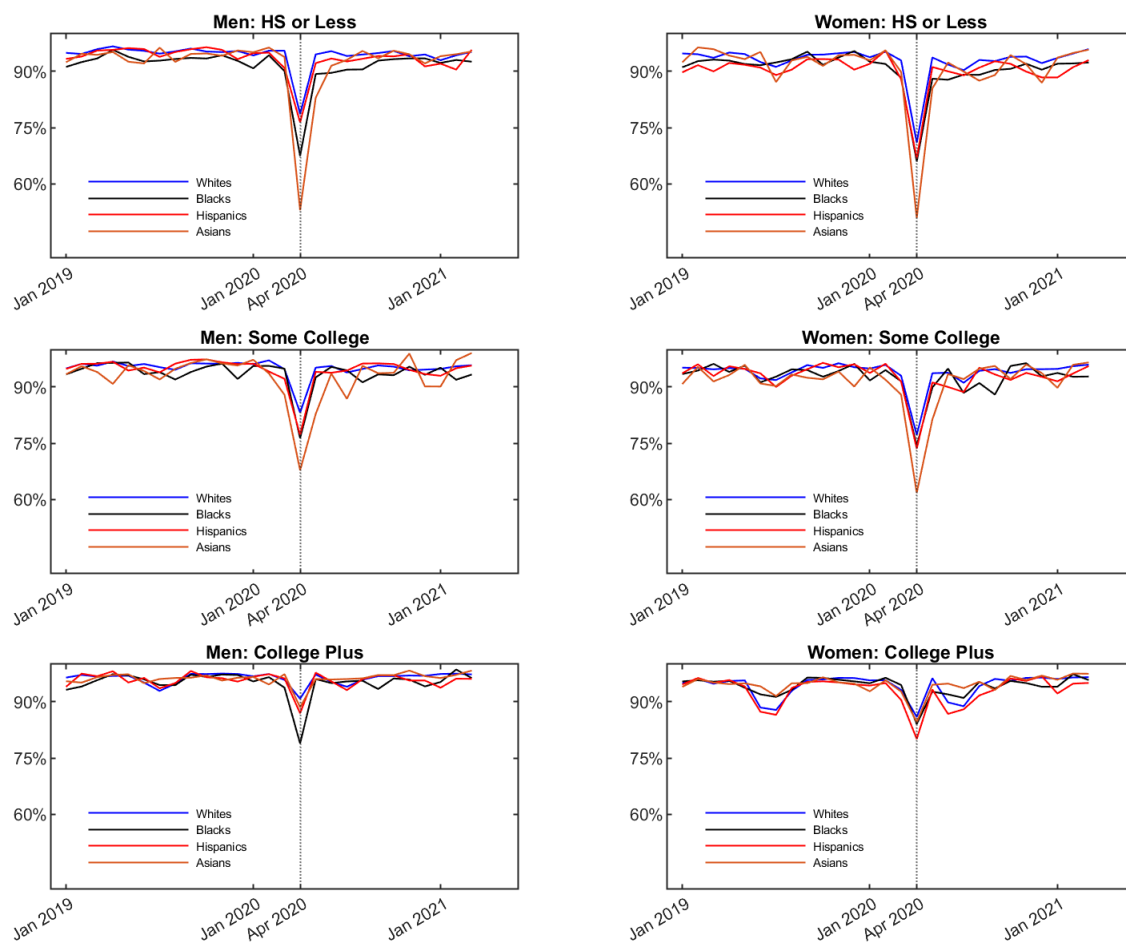 Men: HS or Less
90%
75%
60%
Whites
Blacks
Hispanics
Asians
Jan 2019
Jan 2020
Apr 2020
Jan 2021
Women: HS or Less
90%
75%
60%
Whites
Blacks
Hispanics
Asians
Jan 2019
Jan 2020
Apr 2020
Jan 2021
Men: Some College
90%
75%
60%
Whites
Blacks
Hispanics
Asians
Jan 2019
Jan 2020
Apr 2020
Jan 2021
Women: Some College
90%
75%
60%
Whites
Blacks
Hispanics
Asians
Jan 2019
Jan 2020
Apr 2020
Jan 2021
Men: College Plus
90%
75%
60%
Whites
Blacks
Hispanics
Asians
Jan 2019
Jan 2020
Apr 2020
Jan 2021
Women: College Plus
90%
75%
60%
Whites
Blacks
Hispanics
Asians
Jan 2019
Jan 2020
Apr 2020
Jan 2021